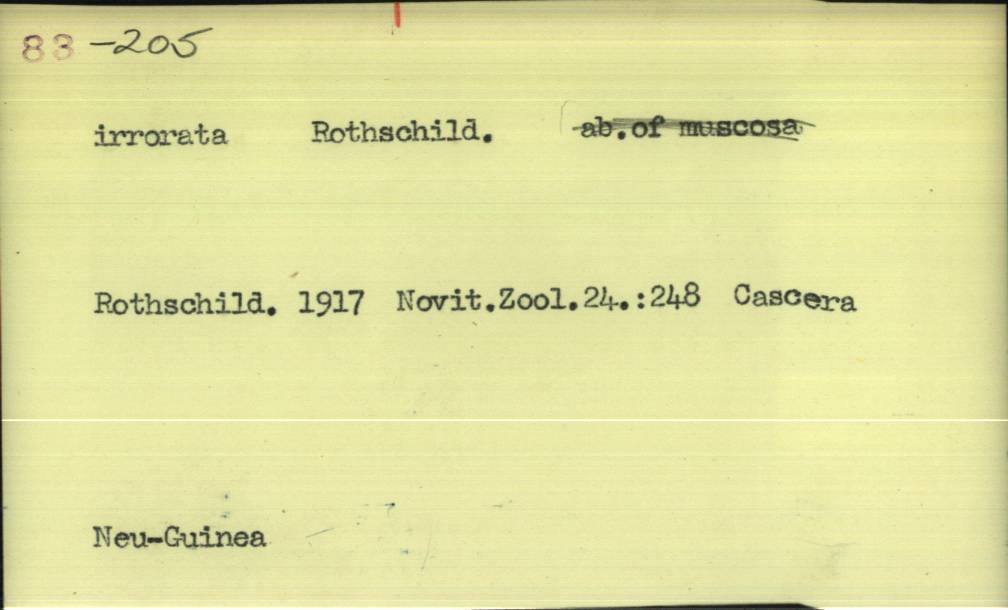 83-205
irrorata Rothschild. ab.of muscosa
Rothschild. 1917 Novit.Zool.24.:248 Cascera
Neu-Guinea